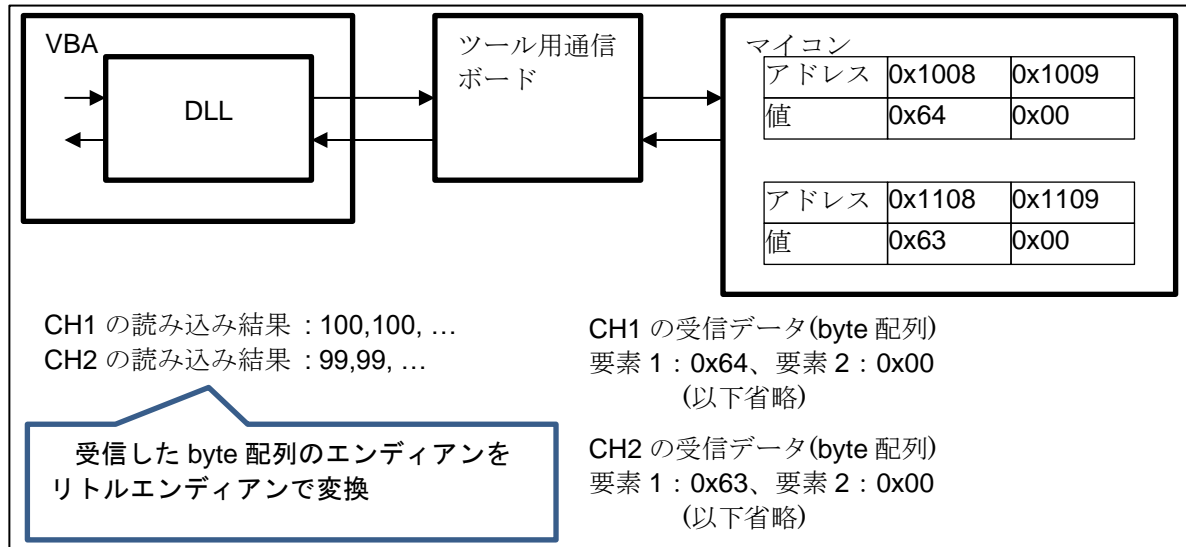 VBA
DLL
ツール用通信
ボード
マイコン
アドレス 0x1008 0x1009
値 0x64 0x00
アドレス 0x1108 0x1109
値 0x63 0x00
CH1 の読み込み結果 : 100,100, …
CH2 の読み込み結果 : 99,99, …
受信した byte 配列のエンディアンを
リトルエンディアンで変換
CH1 の受信データ(byte 配列)
要素 1：0x64、要素 2：0x00
(以下省略)
CH2 の受信データ(byte 配列)
要素 1：0x63、要素 2：0x00
(以下省略)